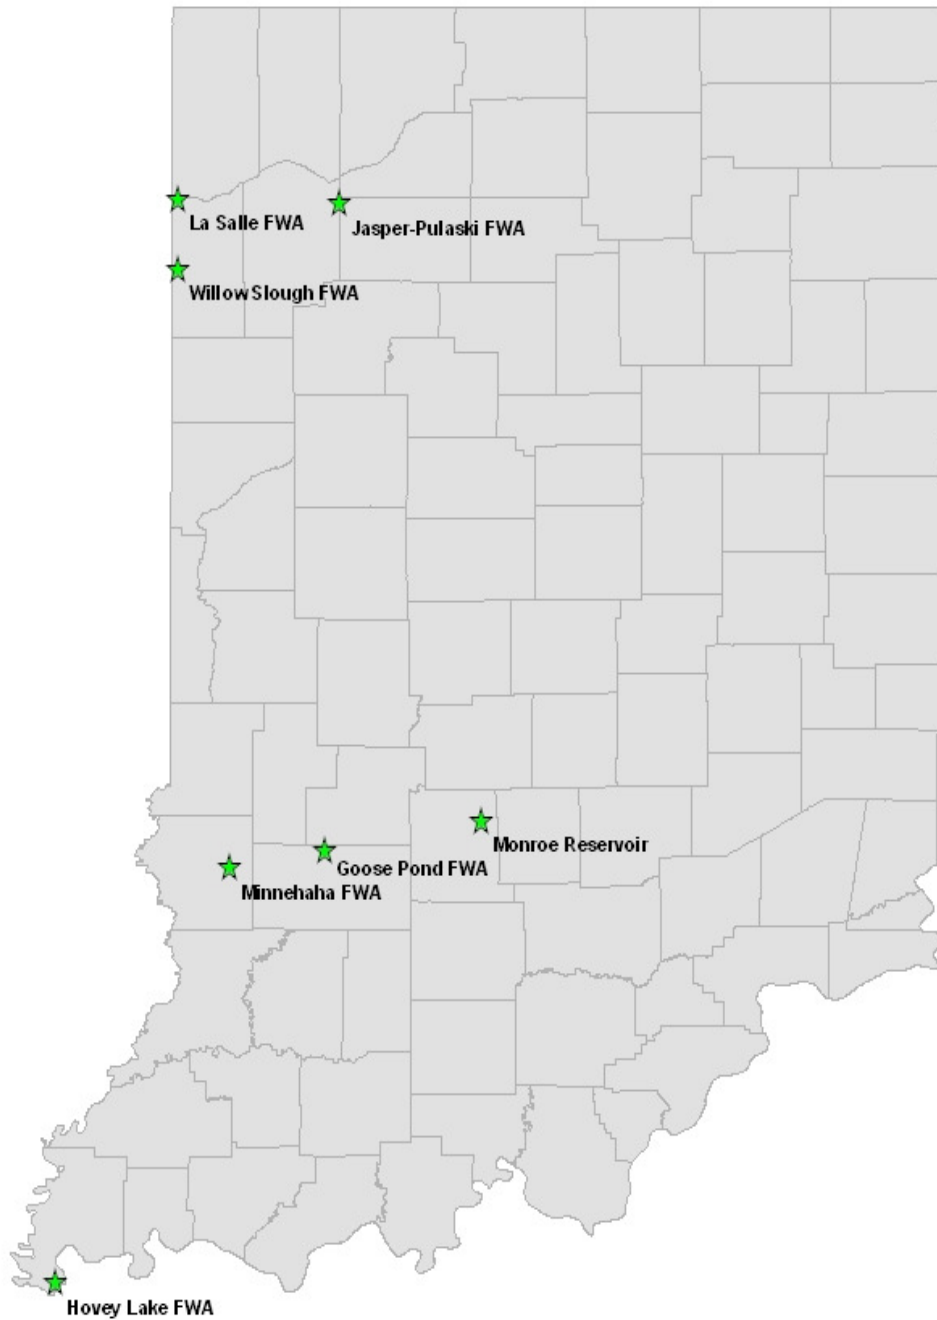 La Salle FWA
Jasper-Pulaski FWA
Willow Slough FWA
Monroe Reservoir
Goose Pond FWA
Minnehaha FWA
Hovey Lake FWA